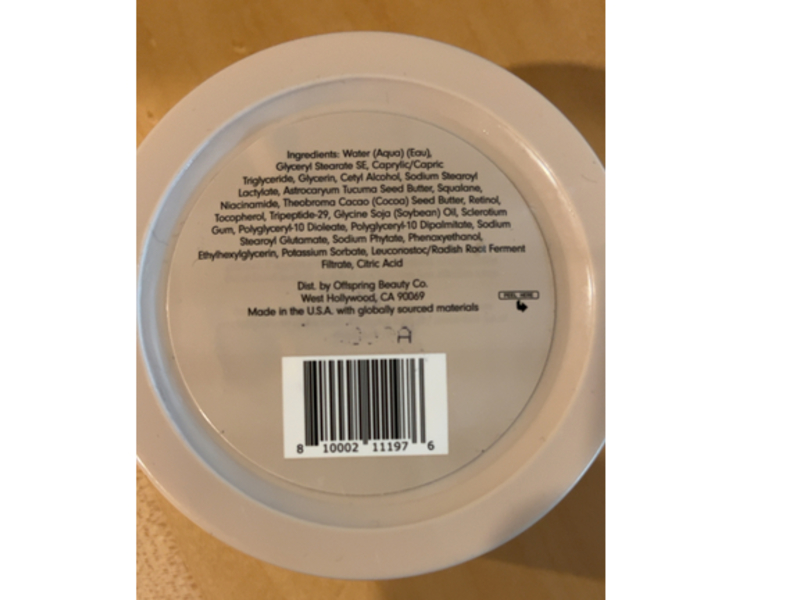 Ingredients: Water (Aqua) (Eau),
Glyceryl Stearate SE, Caprylic/Capric
Triglyceride, Glycerin, Cetyl Alcohol, Sodium Stearoyl
Lactylate, Astrocaryum Tucuma Seed Butter, Squalane,
Niacinamide, Theobroma Cacao (Cocoa) Seed Butter, Retinol,
Tocopherol, Tripeptide-29, Glycine Soja (Soybean) Oil, Sclerotium
Gum, Polyglyceryl-10 Dioleate, Polyglyceryl-10 Dipalmitate, Sodium
Stearoyl Glutamate, Sodium Phytate, Phenoxyethanol,
Ethylhexylglycerin, Potassium Sorbate, Leuconostoc/Radish Root Ferment
Filtrate, Citric Acid
Dist. by Offspring Beauty Co.
West Hollywood, CA 90069
Made in the U.S.A. with globally sourced materials
PEEL HERE
A
8 10002 11197 6